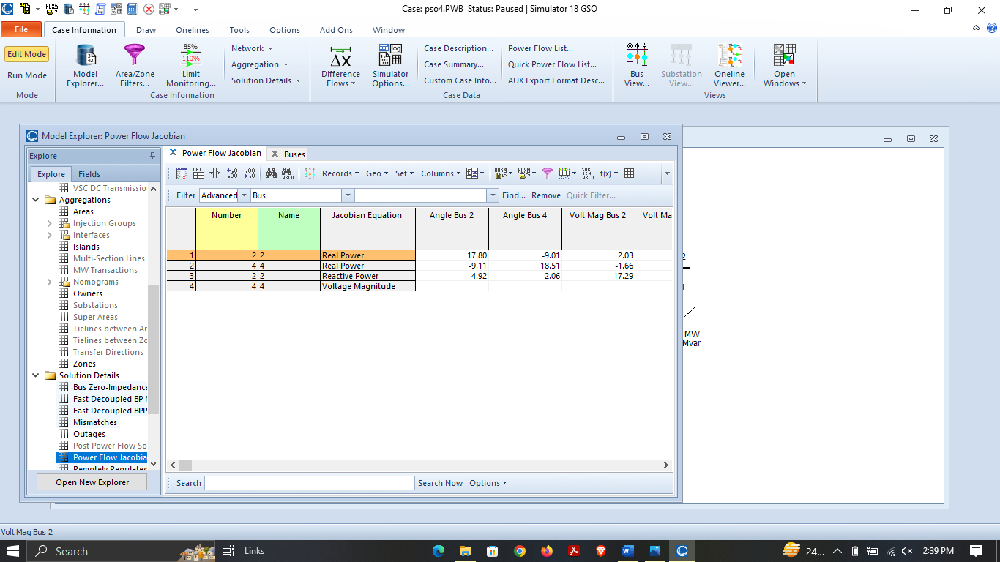 Case: pso4.PWB Status: Paused | Simulator 18 GSO
File Case Information Draw Onelines Tools Options Add Ons Window
Edit Mode
Run Mode
Mode
Model Explorer...
Area/Zone Filters...
85%
110%
Limit Monitoring...
Network
Aggregation
Solution Details
Case Information
Difference Flows
Simulator Options...
Case Description...
Case Summary...
Custom Case Info...
Power Flow List...
Quick Power Flow List...
AUX Export Format Desc...
Case Data
Bus View...
Substation View...
Oneline Viewer...
Open Windows
Views
Model Explorer: Power Flow Jacobian
Explore
Explore Fields
VSC DC Transmissio
Aggregations
Areas
Injection Groups
Interfaces
Islands
Multi-Section Lines
MW Transactions
Nomograms
Owners
Substations
Super Areas
Tielines between Ar
Tielines between Zo
Transfer Directions
Zones
Solution Details
Bus Zero-Impedance
Fast Decoupled BP M
Fast Decoupled BPP
Mismatches
Outages
Post Power Flow So
Power Flow Jacobia
Remotely Regulated
Open New Explorer
Power Flow Jacobian Buses
Records Geo Set Columns f(x)
Filter Advanced Bus Find... Remove Quick Filter...
Number Name Jacobian Equation Angle Bus 2 Angle Bus 4 Volt Mag Bus 2 Volt Ma
1 2 2 Real Power 17.80 -9.01 2.03
2 4 4 Real Power -9.11 18.51 -1.66
3 2 2 Reactive Power -4.92 2.06 17.29
4 4 4 Voltage Magnitude
Search Search Now Options
2
MW
Mvar
Volt Mag Bus 2
Search Links 24... 2:39 PM